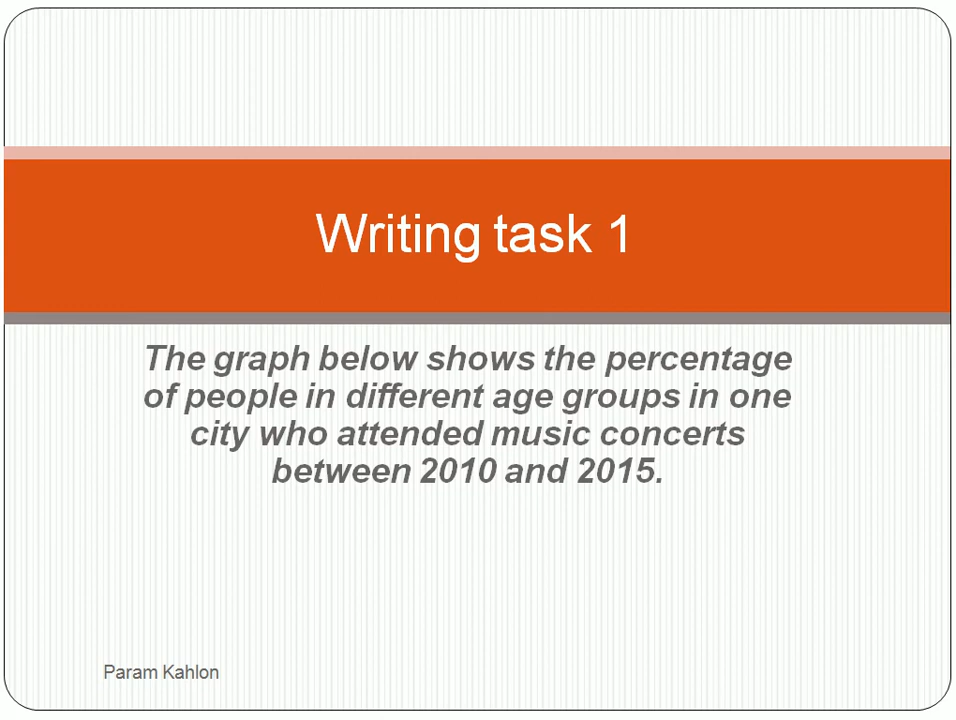 Writing task 1
The graph below shows the percentage
of people in different age groups in one
city who attended music concerts
between 2010 and 2015.
Param Kahlon